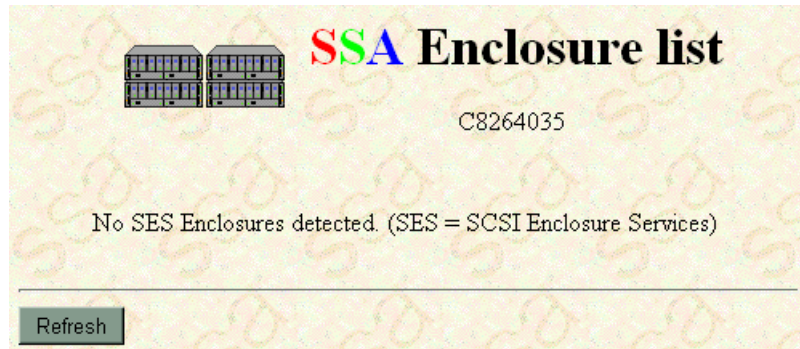 SSA Enclosure list
C8264035
No SES Enclosures detected. (SES = SCSI Enclosure Services)
Refresh